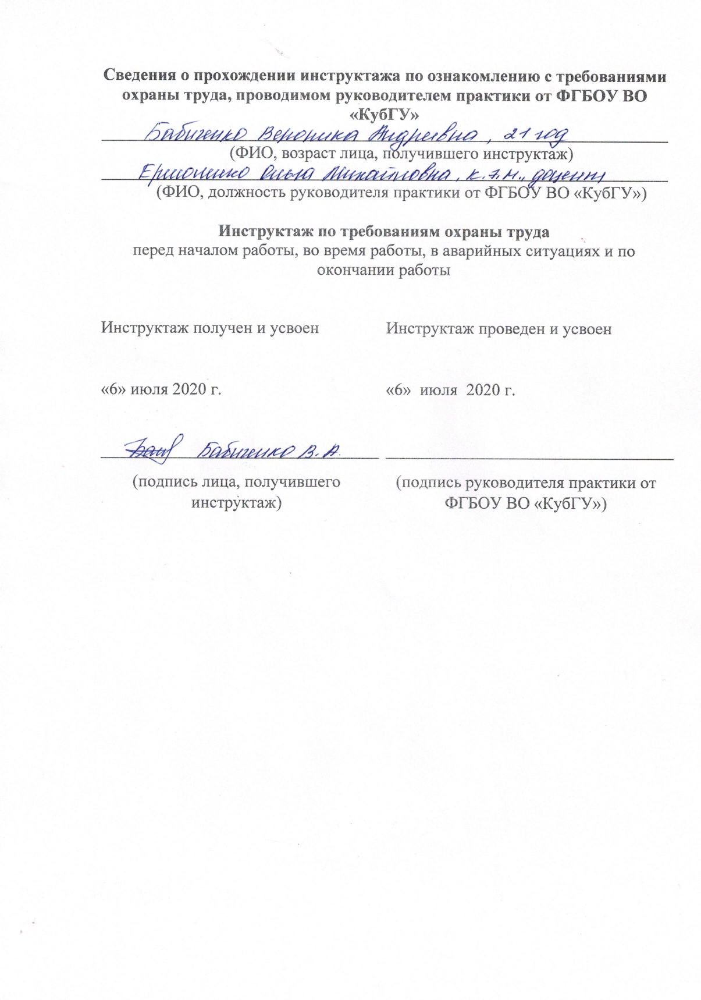 Сведения о прохождении инструктажа по ознакомлению с требованиями
охраны труда, проводимом руководителем практики от ФГБОУ ВО
«КубГУ»
Бабиченко Вероника Андреевна, 21 год
(ФИО, возраст лица, получившего инструктаж)
Ермоленко Ольга Михайловна, к.э.н., доцент
(ФИО, должность руководителя практики от ФГБОУ ВО «КубГУ»)
Инструктаж по требованиям охраны труда
перед началом работы, во время работы, в аварийных ситуациях и по
окончании работы
Инструктаж получен и усвоен
Инструктаж проведен и усвоен
«6» июля 2020 г.
«6» июля 2020 г.
Бабиченко В. А.
(подпись лица, получившего
инструктаж)
(подпись руководителя практики от
ФГБОУ ВО «КубГУ»)